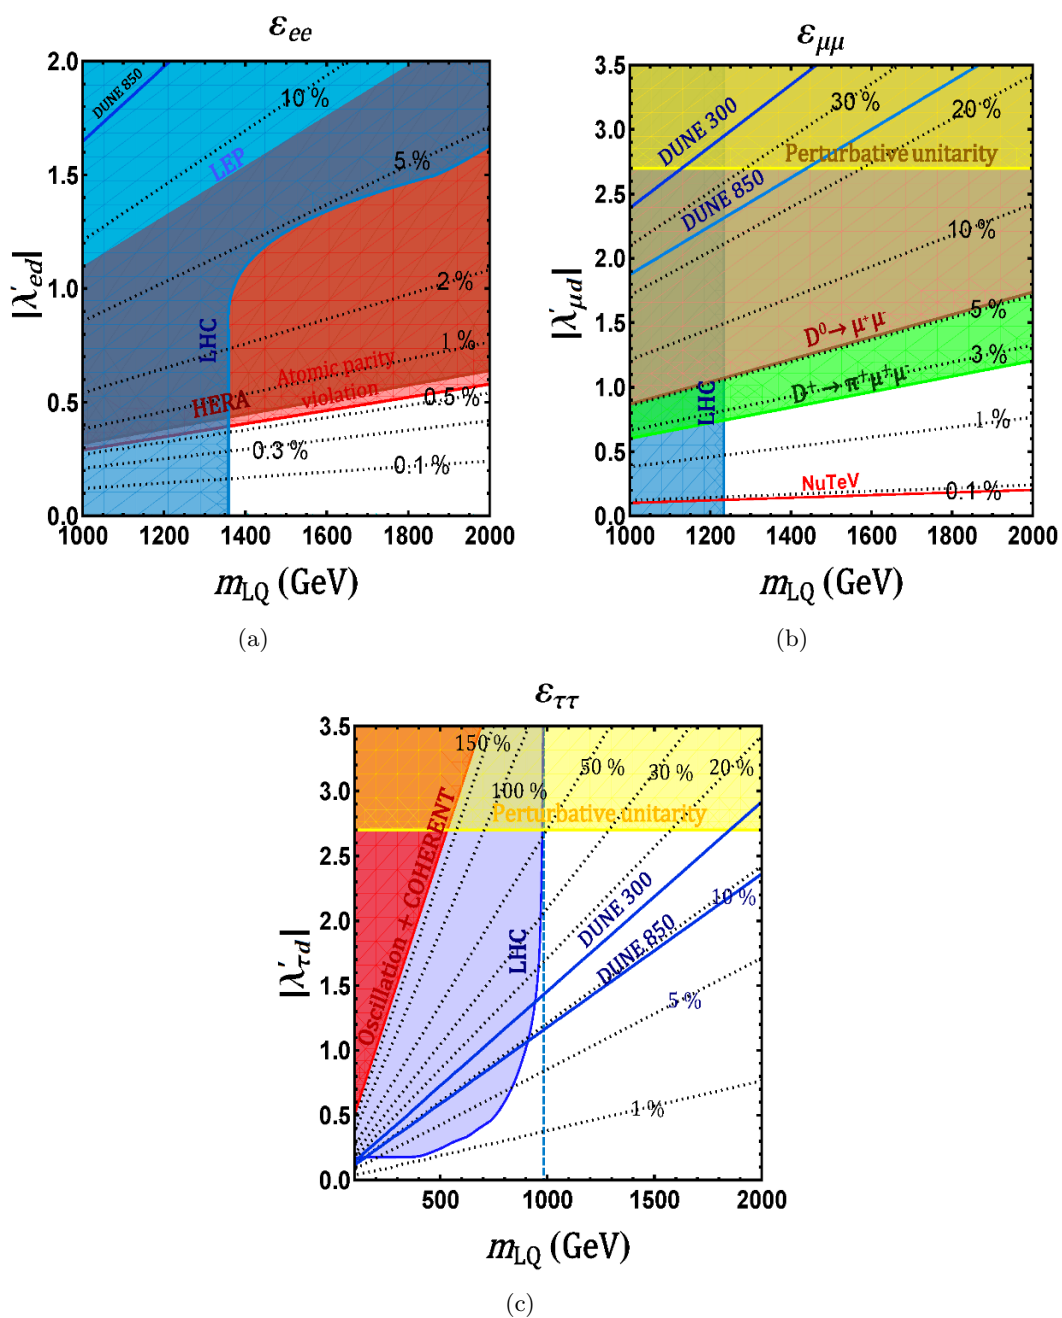 ε_ee
2.0
1.5
1.0
0.5
0.0
|λ′_ed|
DUNE 850
10 %
LEP
5 %
2 %
LHC
1 %
Atomic parity
violation
HERA
0.5 %
0.3 %
0.1 %
1000 1200 1400 1600 1800 2000
m_LQ (GeV)
(a)
ε_μμ
3.5
3.0
2.5
2.0
1.5
1.0
0.5
0.0
|λ′_μd|
30 %
20 %
DUNE 300
Perturbative unitarity
DUNE 850
10 %
5 %
D⁰→ μ⁺μ⁻
3 %
D⁺→ π⁺μ⁺μ⁻
LHC
1 %
NuTeV
0.1 %
1000 1200 1400 1600 1800 2000
m_LQ (GeV)
(b)
ε_ττ
3.5
3.0
2.5
2.0
1.5
1.0
0.5
0.0
|λ′_τd|
150 %
50 %
30 %
20 %
100 %
Perturbative unitarity
Oscillation + COHERENT
DUNE 300
10 %
LHC
DUNE 850
5 %
1 %
500 1000 1500 2000
m_LQ (GeV)
(c)